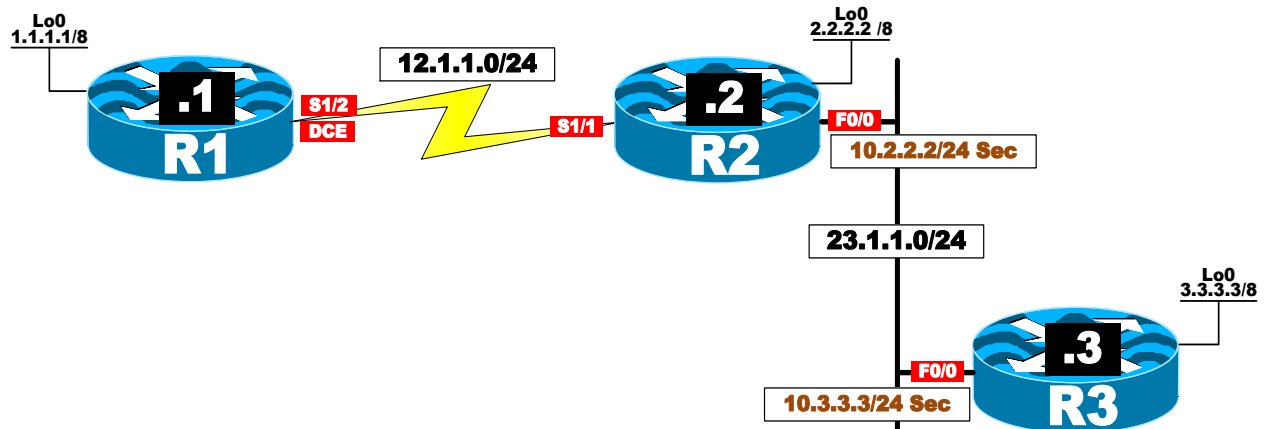 Lo0
1.1.1.1/8
.1
R1
S1/2
DCE
12.1.1.0/24
S1/1
Lo0
2.2.2.2 /8
.2
R2
F0/0
10.2.2.2/24 Sec
23.1.1.0/24
Lo0
3.3.3.3/8
.3
R3
F0/0
10.3.3.3/24 Sec